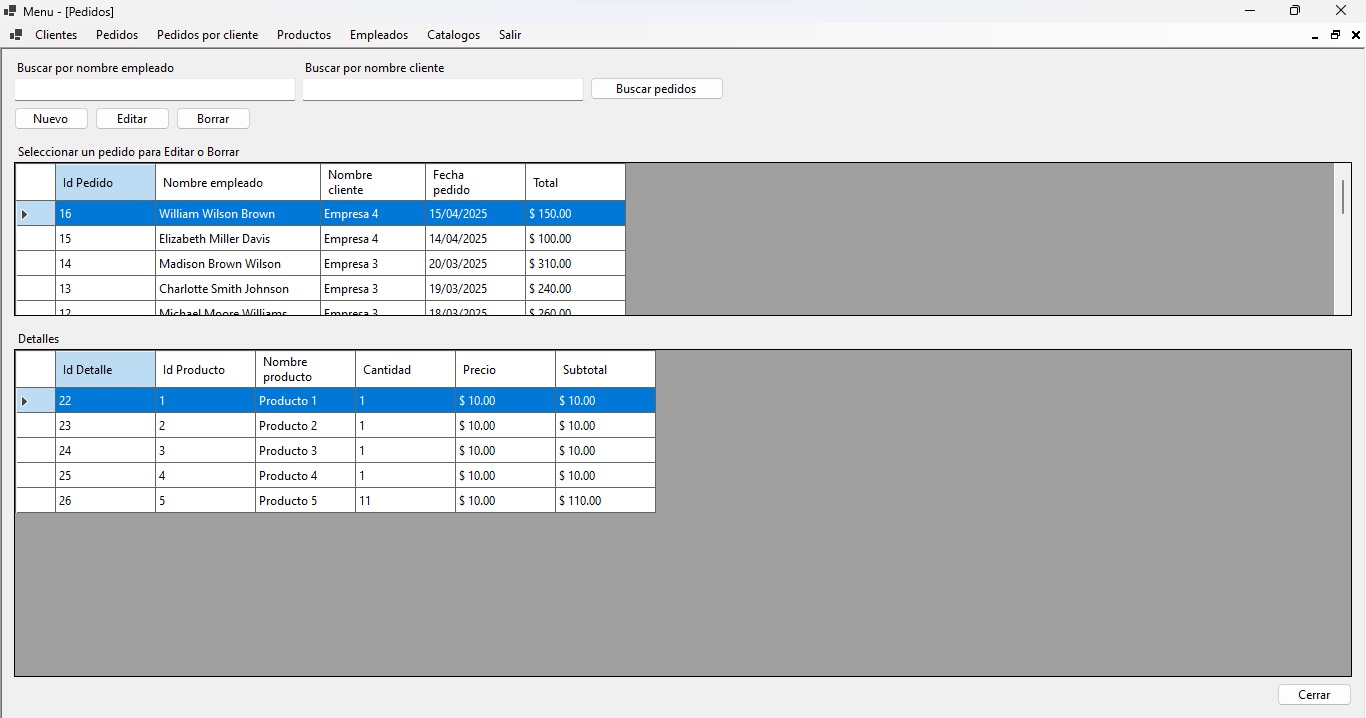 Menu - [Pedidos]
Clientes Pedidos Pedidos por cliente Productos Empleados Catalogos Salir
Buscar por nombre empleado Buscar por nombre cliente
Buscar pedidos
Nuevo Editar Borrar
Seleccionar un pedido para Editar o Borrar
Id Pedido Nombre empleado Nombre cliente Fecha pedido Total
16 William Wilson Brown Empresa 4 15/04/2025 $ 150.00
15 Elizabeth Miller Davis Empresa 4 14/04/2025 $ 100.00
14 Madison Brown Wilson Empresa 3 20/03/2025 $ 310.00
13 Charlotte Smith Johnson Empresa 3 19/03/2025 $ 240.00
12 Michael Moore Williams Empresa 3 18/03/2025 $ 260.00
Detalles
Id Detalle Id Producto Nombre producto Cantidad Precio Subtotal
22 1 Producto 1 1 $ 10.00 $ 10.00
23 2 Producto 2 1 $ 10.00 $ 10.00
24 3 Producto 3 1 $ 10.00 $ 10.00
25 4 Producto 4 1 $ 10.00 $ 10.00
26 5 Producto 5 11 $ 10.00 $ 110.00
Cerrar